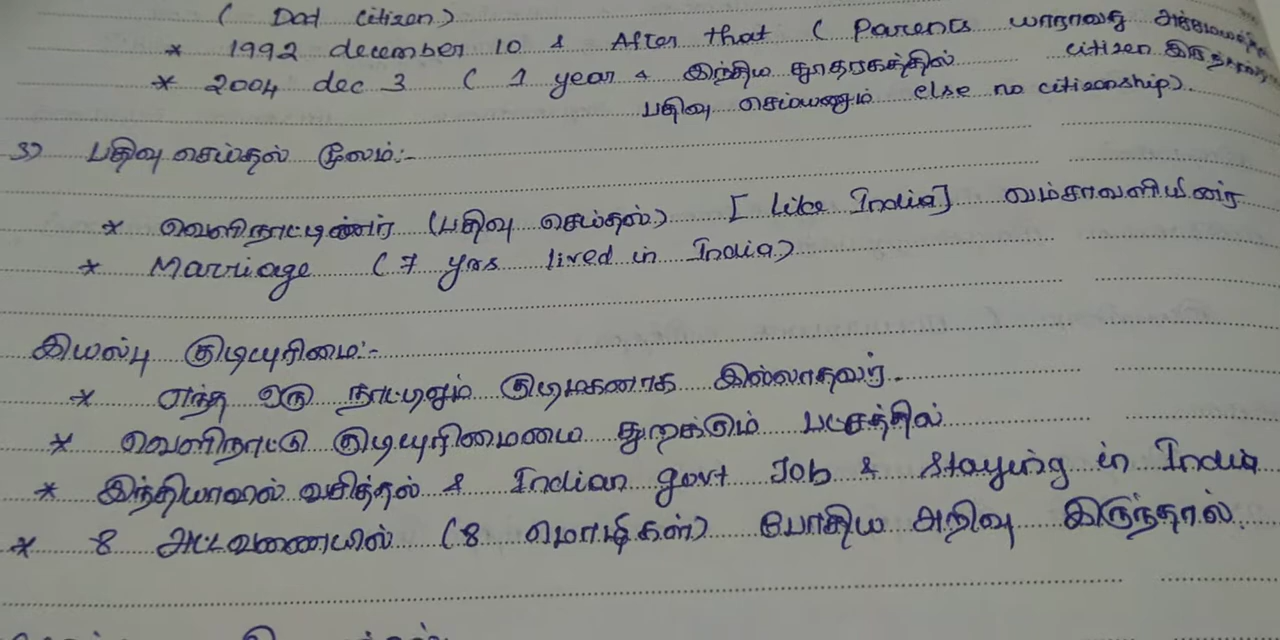 ( Dad citizen )
* 1992 december 10 & After that ( Parents யாராவது
* 2004 dec 3 ( 1 year & இந்திய தூதரகத்தில் citizen இருந்தால்
பதிவு செய்யணும் else no citizenship).
3) பதிவு செய்தல் மூலம்:-
* வெளிநாட்டினர் (பதிவு செய்தல்) [ like India] வம்சாவளியினர்
* Marriage ( 7 yrs lived in India)
இயல்பு குடியுரிமை:-
* எந்த ஒரு நாட்டிலும் குடிமகனாக இல்லாதவர்.
* வெளிநாட்டு குடியுரிமையை துறக்கும் பட்சத்தில்
* இந்தியாவில் வசித்தல் & Indian govt Job & Staying in India
* 8 அட்டவணையில் (8 மொழிகள்) போதிய அறிவு இருந்தால்.